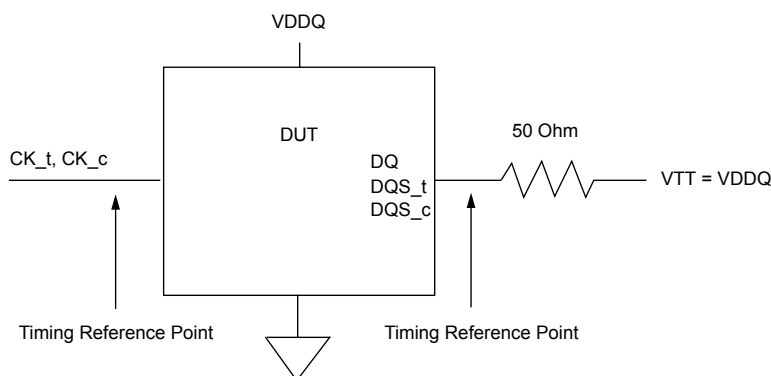 VDDQ
DUT
50 Ohm
CK_t, CK_c
DQ
DQS_t
DQS_c
VTT = VDDQ
Timing Reference Point
Timing Reference Point